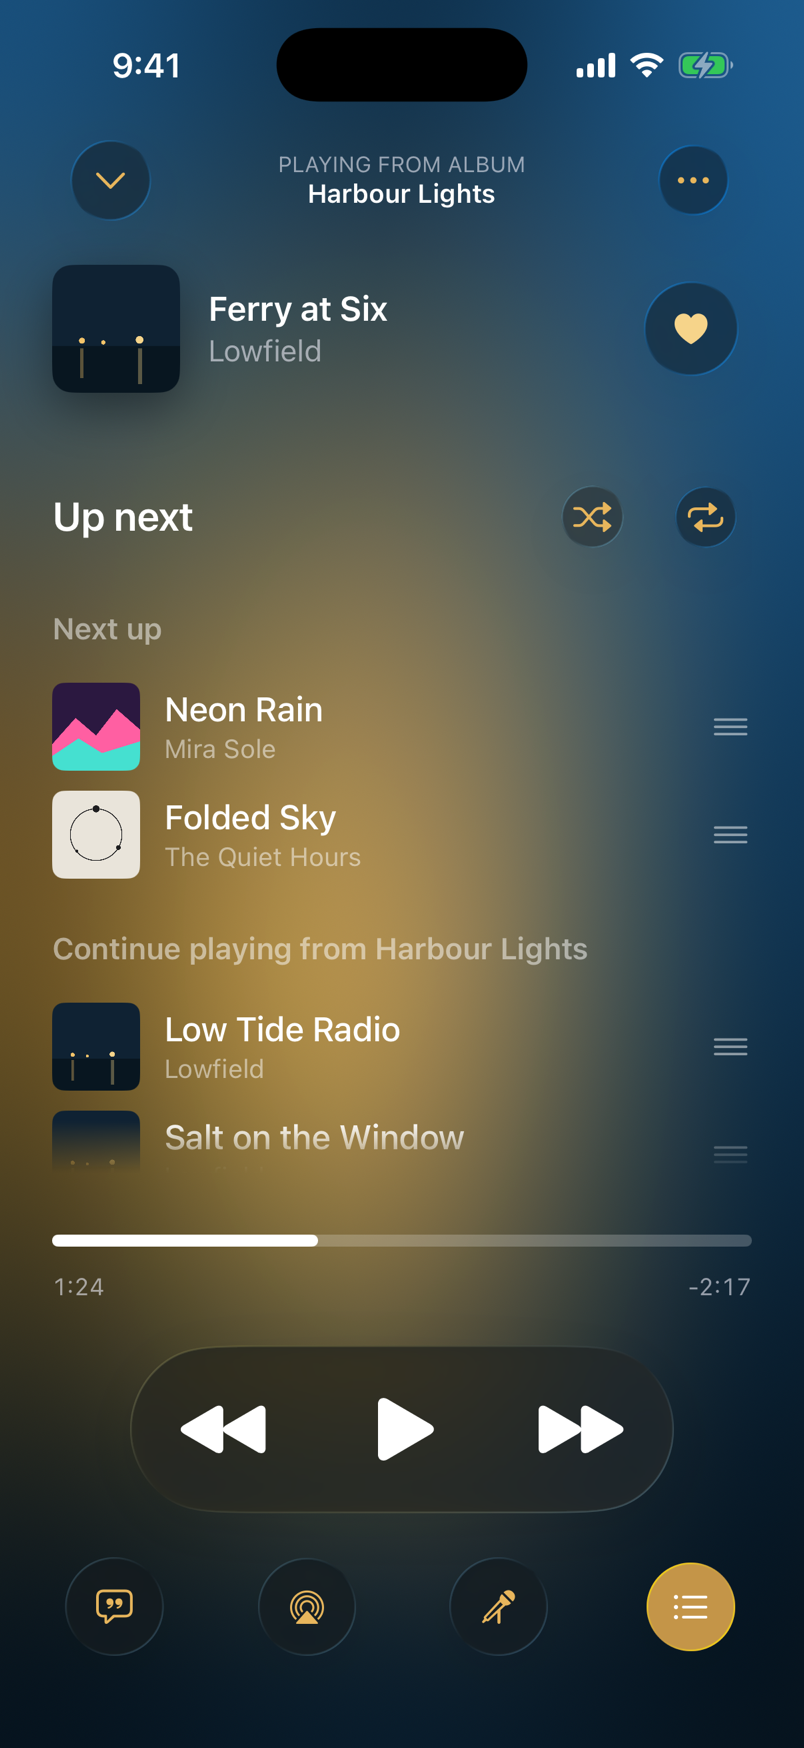 9:41
PLAYING FROM ALBUM
Harbour Lights
Ferry at Six
Lowfield
Up next
Next up
Neon Rain
Mira Sole
Folded Sky
The Quiet Hours
Continue playing from Harbour Lights
Low Tide Radio
Lowfield
Salt on the Window
1:24
-2:17